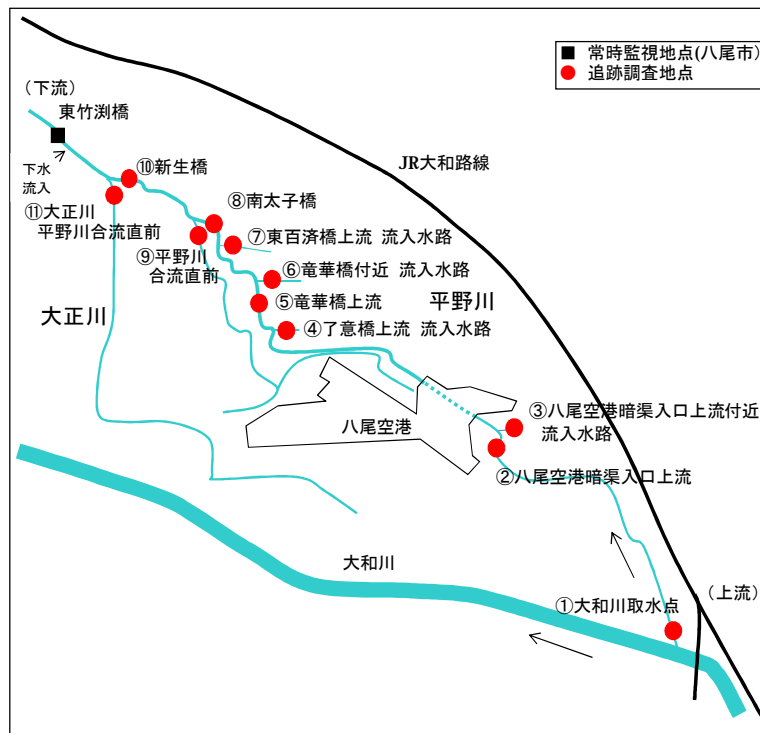 常時監視地点(八尾市)
追跡調査地点
（下流）
東竹渕橋
下水
流入
⑩新生橋
JR大和路線
⑪大正川
平野川合流直前
⑧南太子橋
⑦東百済橋上流 流入水路
⑨平野川
合流直前
⑥竜華橋付近 流入水路
平野川
⑤竜華橋上流
大正川
④了意橋上流 流入水路
③八尾空港暗渠入口上流付近
流入水路
八尾空港
②八尾空港暗渠入口上流
大和川
（上流）
①大和川取水点